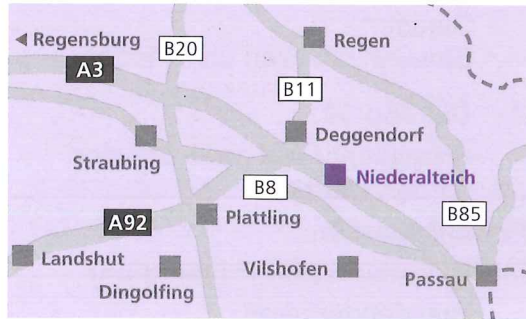 ◄ Regensburg
B20
Regen
A3
B11
Deggendorf
Straubing
Niederalteich
B8
A92
Plattling
B85
Landshut
Dingolfing
Vilshofen
Passau